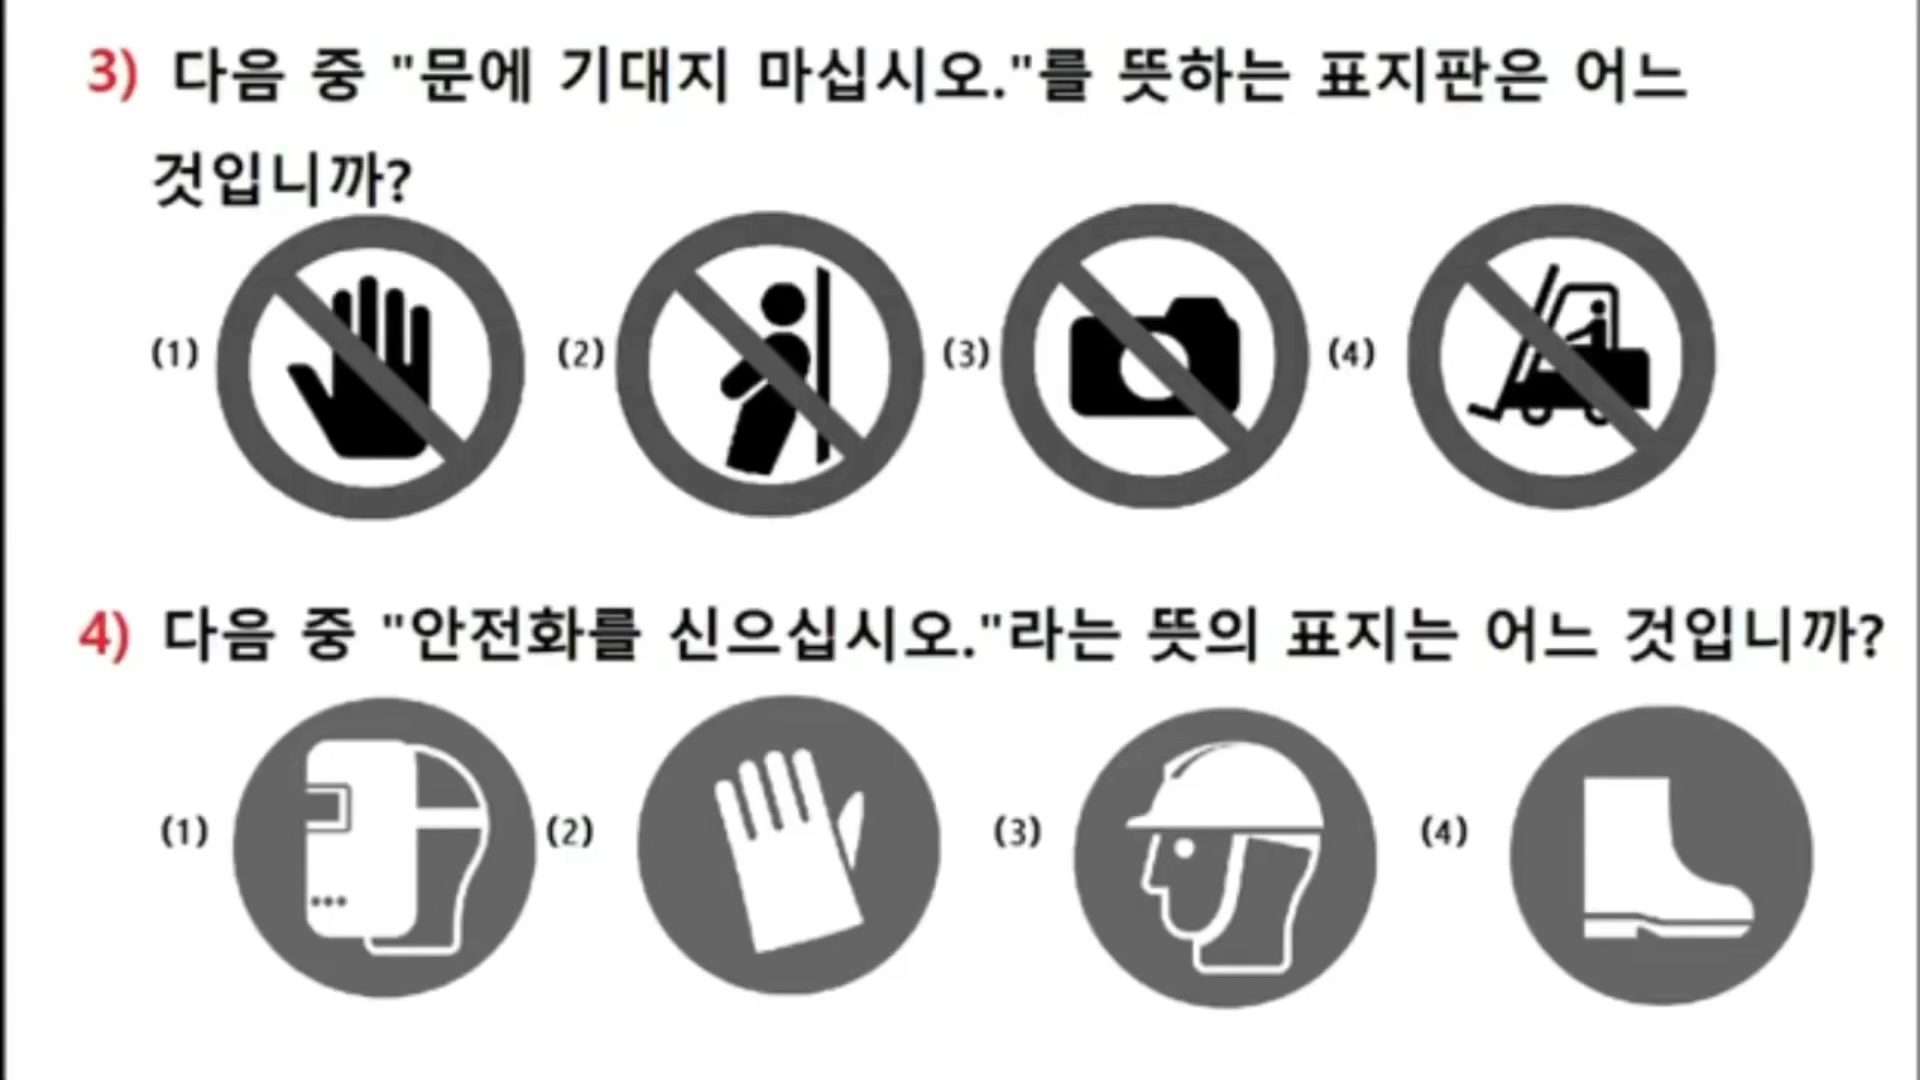 3) 다음 중 "문에 기대지 마십시오."를 뜻하는 표지판은 어느
것입니까?
(1) (2) (3) (4)
4) 다음 중 "안전화를 신으십시오."라는 뜻의 표지는 어느 것입니까?
(1) (2) (3) (4)